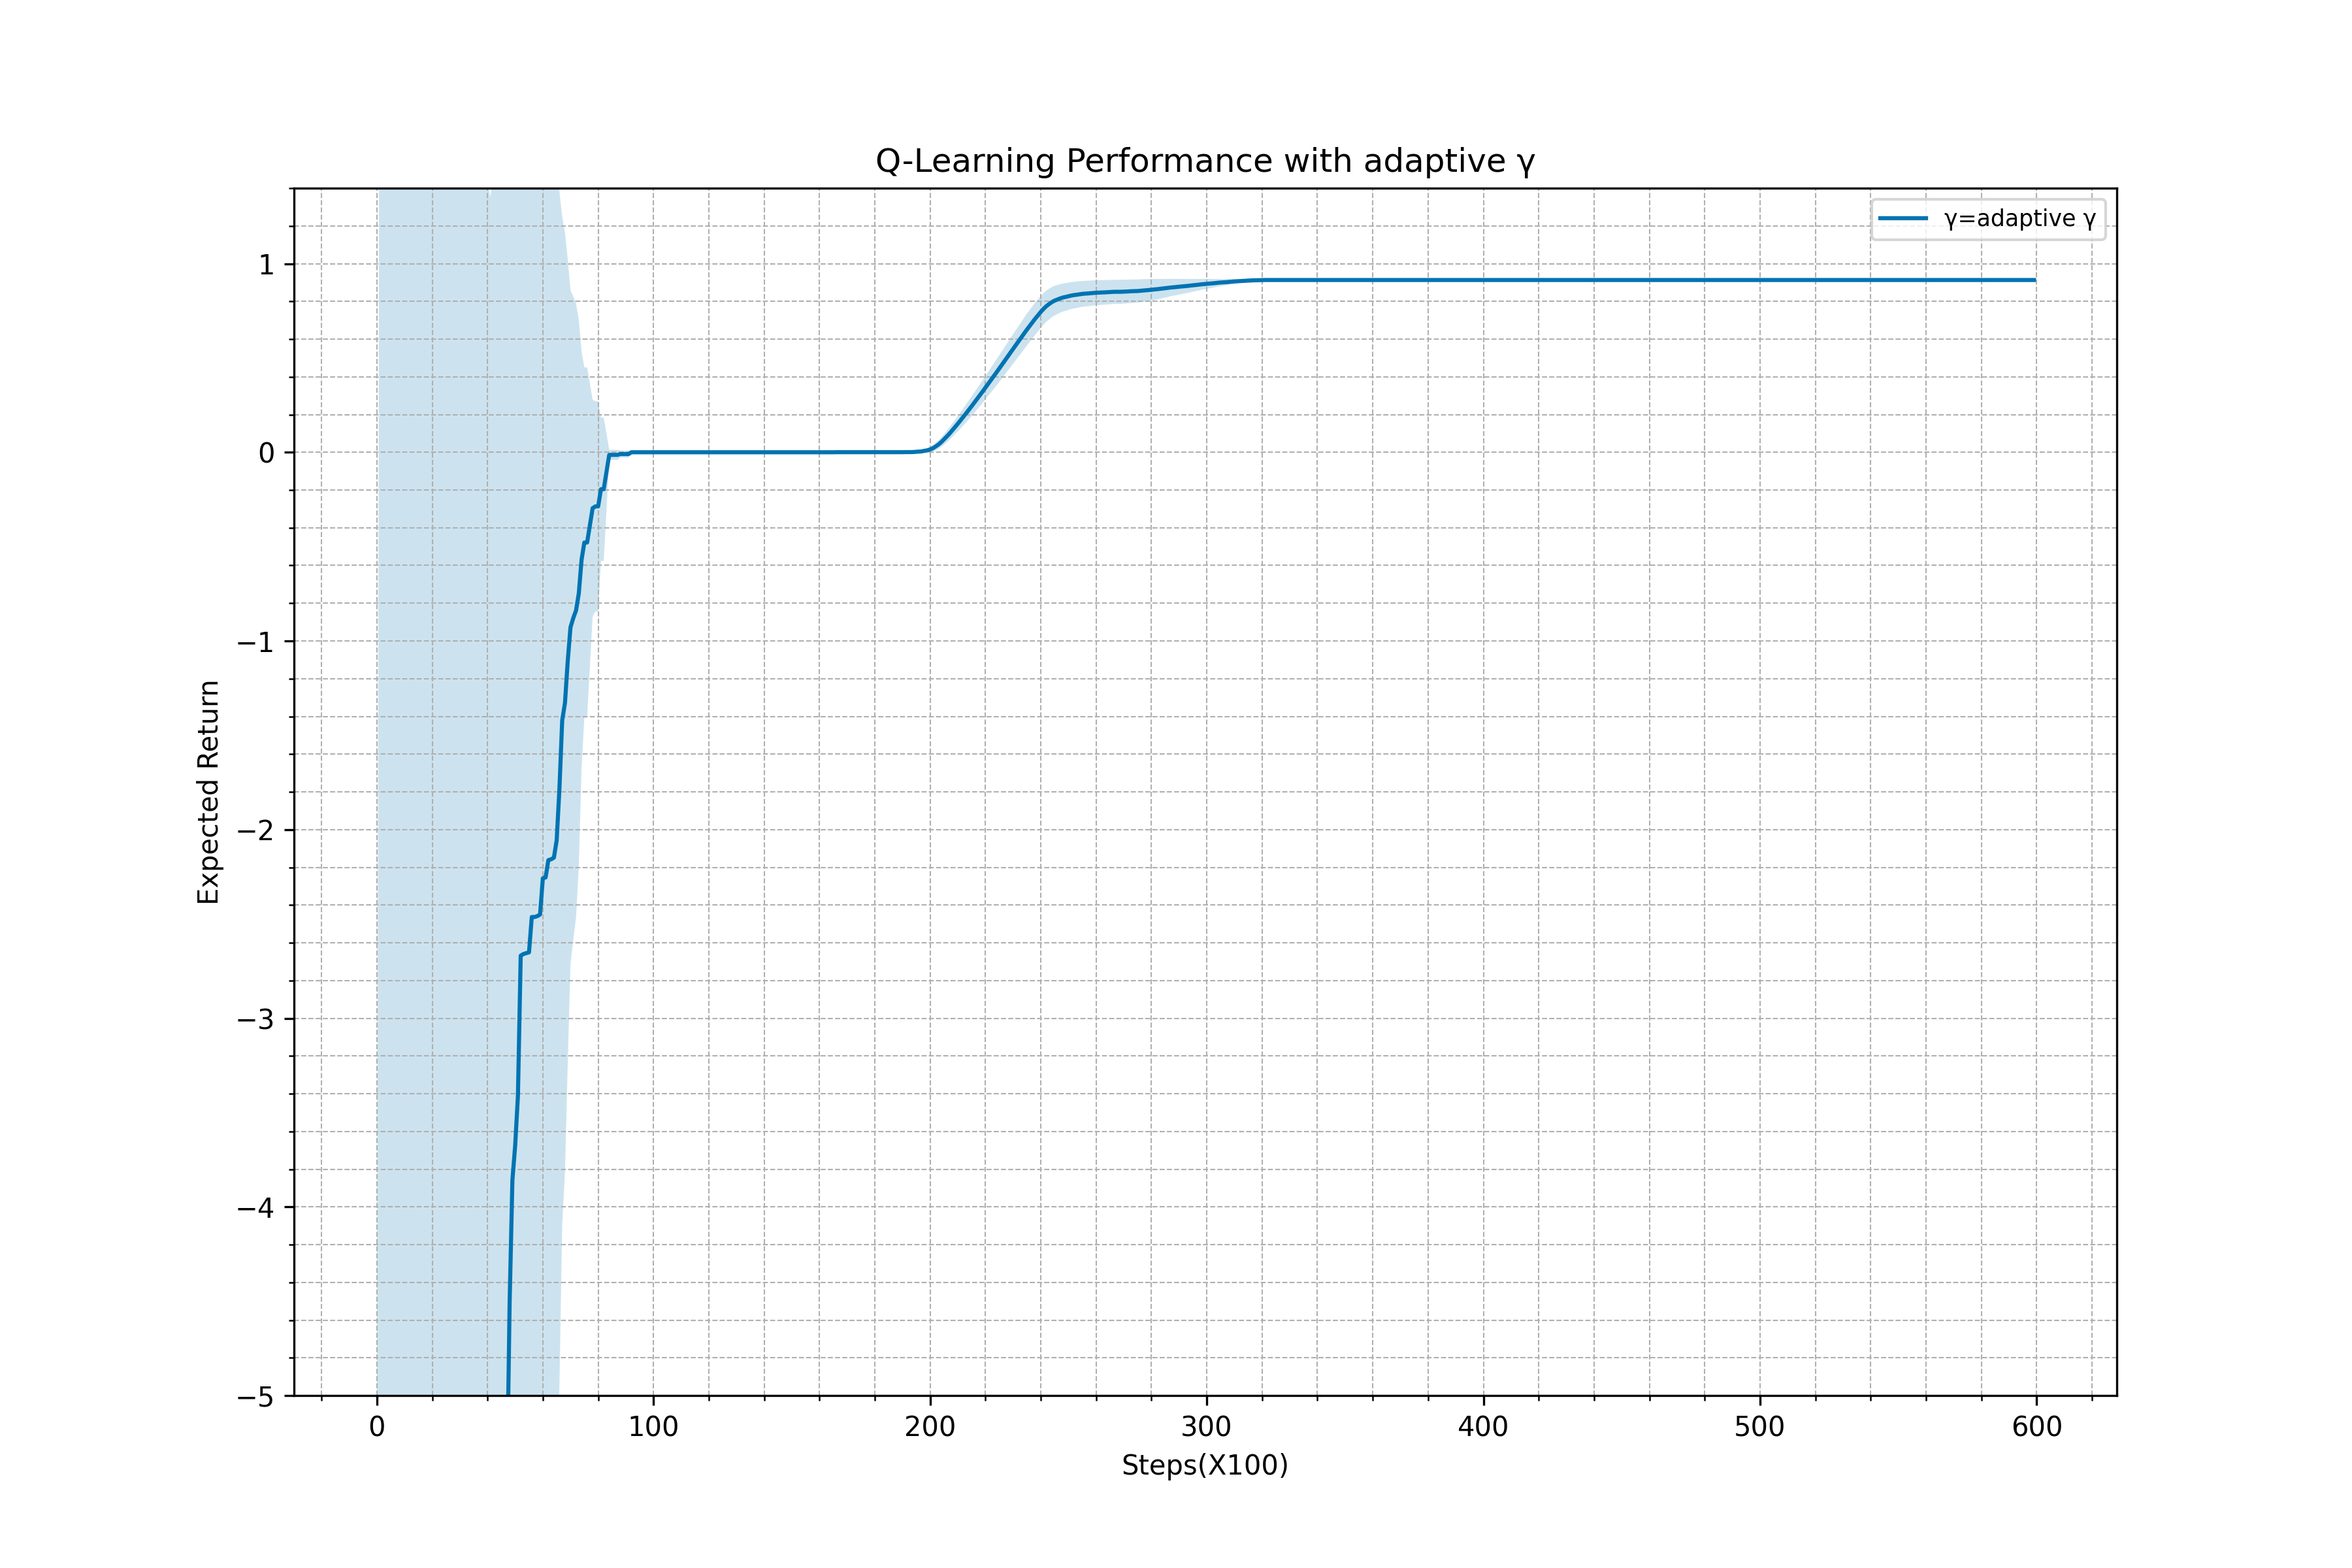 Q-Learning Performance with adaptive γ
γ=adaptive γ
1
0
−1
−2
−3
−4
−5
Expected Return
0 100 200 300 400 500 600
Steps(X100)